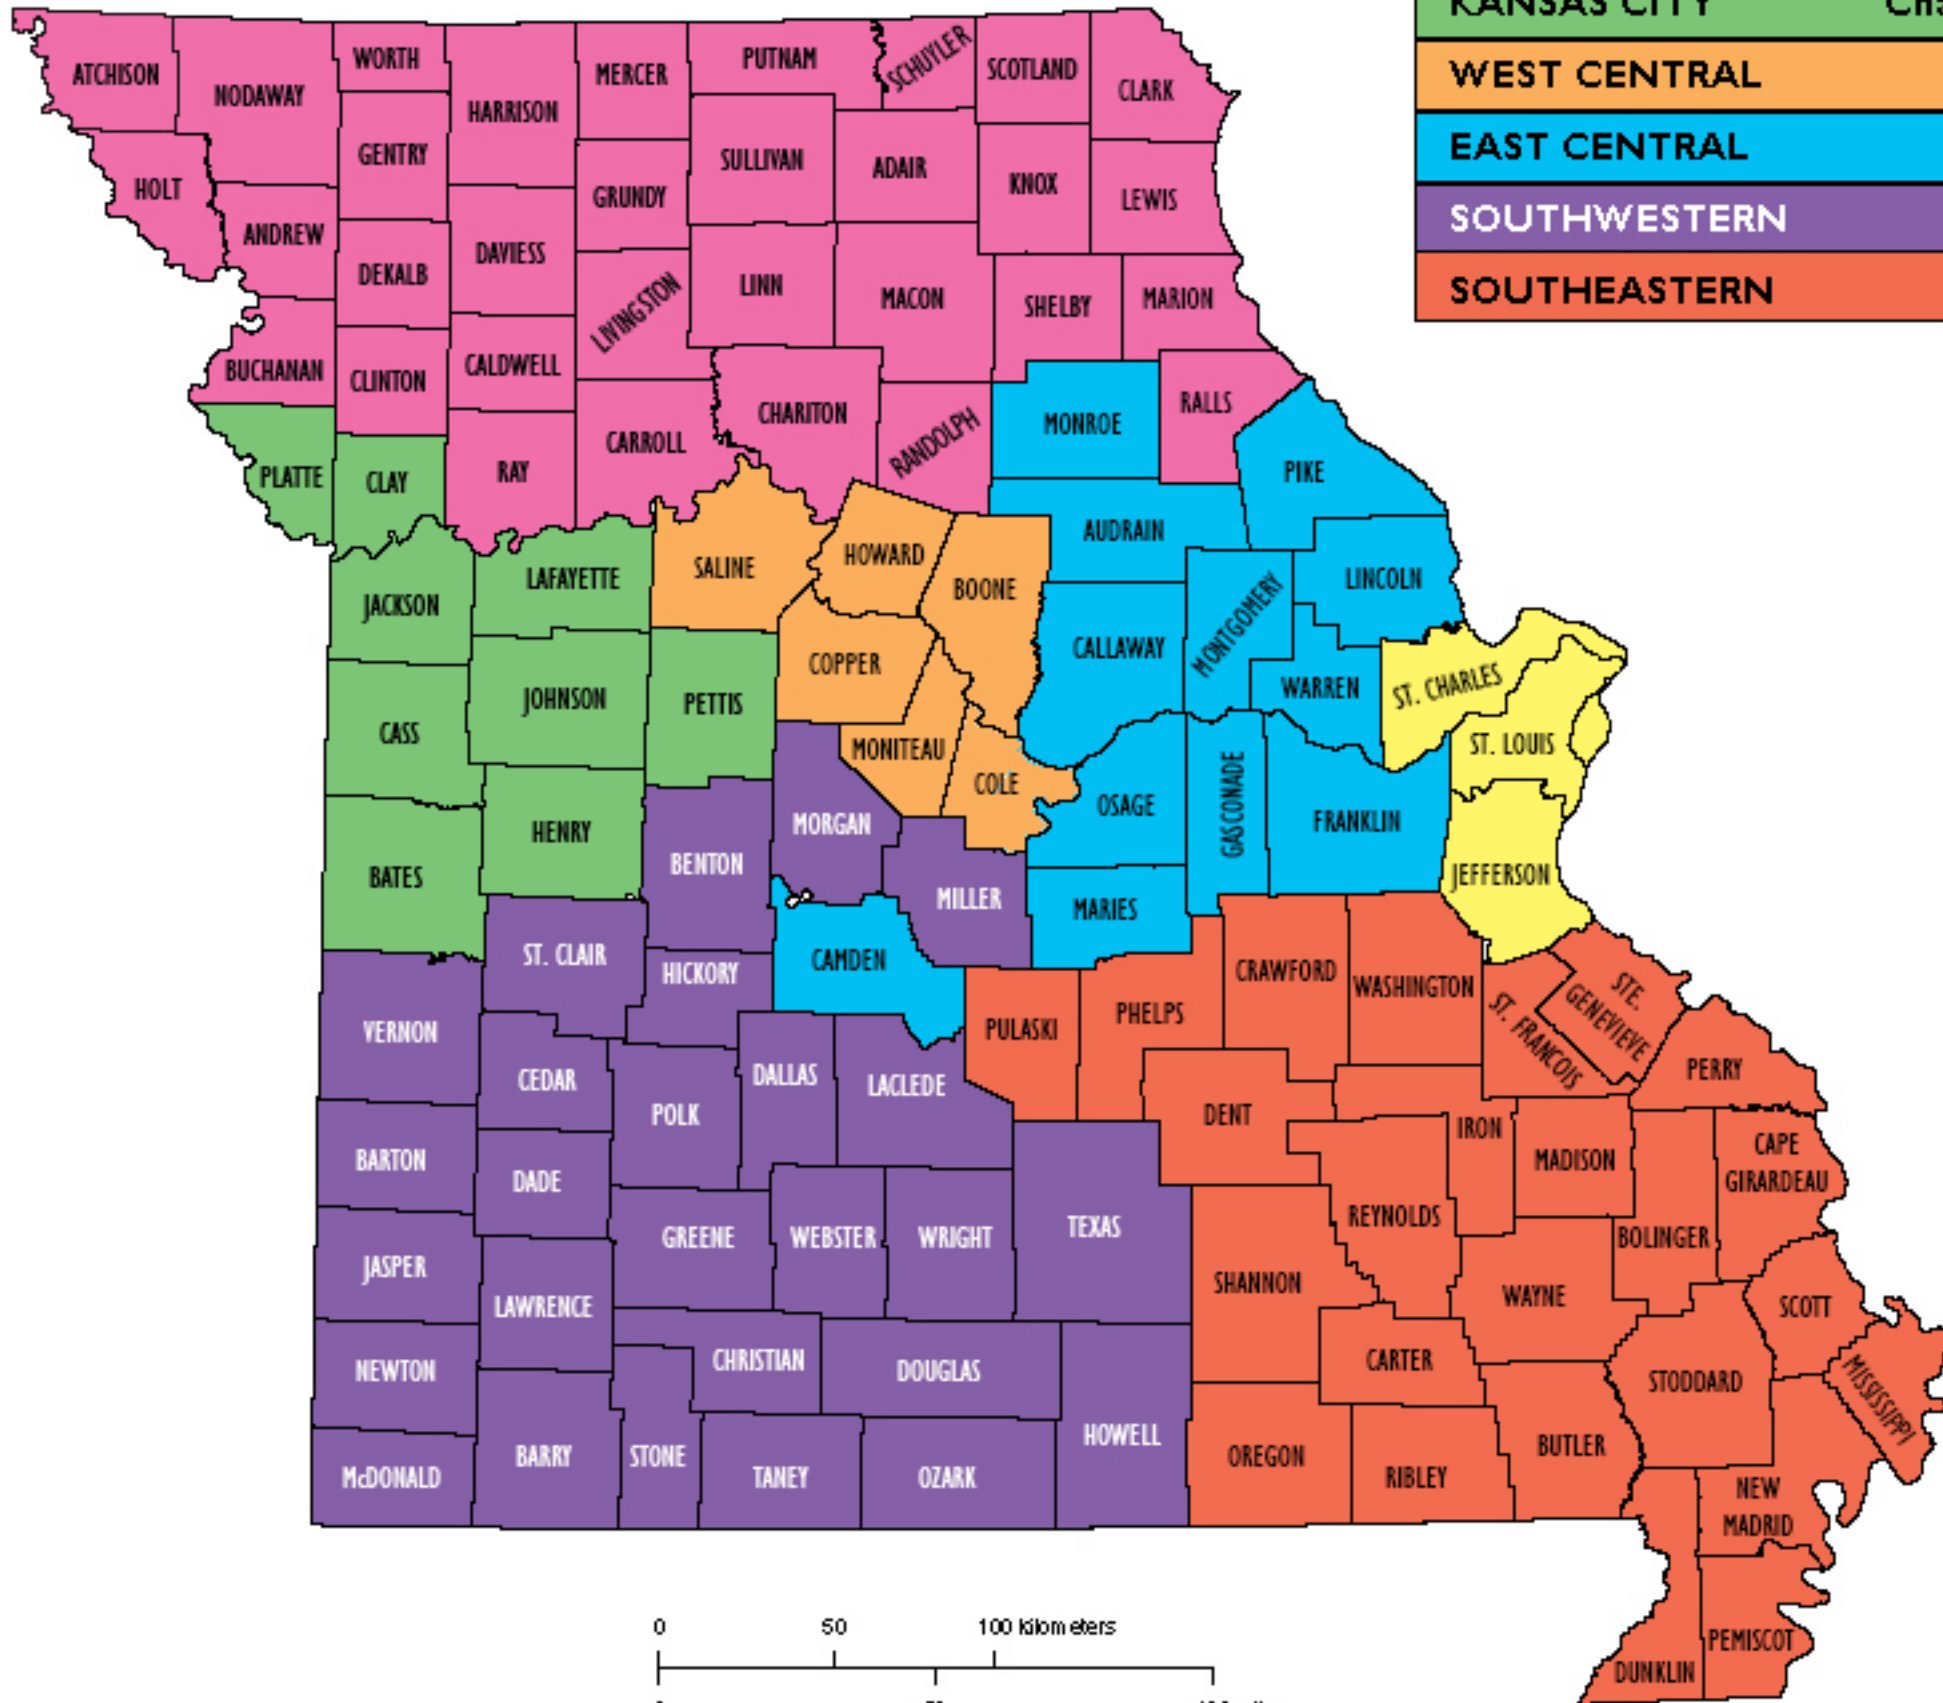 KANSAS CITY
WEST CENTRAL
EAST CENTRAL
SOUTHWESTERN
SOUTHEASTERN
ATCHISON
NODAWAY
WORTH
HARRISON
MERCER
PUTNAM
SCHUYLER
SCOTLAND
CLARK
HOLT
GENTRY
GRUNDY
SULLIVAN
ADAIR
KNOX
LEWIS
ANDREW
DEKALB
DAVIESS
LIVINGSTON
LINN
MACON
SHELBY
MARION
BUCHANAN
CLINTON
CALDWELL
CARROLL
CHARITON
RANDOLPH
MONROE
RALLS
PLATTE
CLAY
RAY
PIKE
AUDRAIN
JACKSON
LAFAYETTE
SALINE
HOWARD
BOONE
CALLAWAY
MONTGOMERY
LINCOLN
COPPER
WARREN
ST. CHARLES
CASS
JOHNSON
PETTIS
MONITEAU
COLE
ST. LOUIS
BATES
HENRY
BENTON
MORGAN
MILLER
OSAGE
GASCONADE
FRANKLIN
JEFFERSON
MARIES
ST. CLAIR
HICKORY
CAMDEN
CRAWFORD
WASHINGTON
ST. FRANCOIS
STE.
GENEVIEVE
VERNON
PULASKI
PHELPS
PERRY
CEDAR
POLK
DALLAS
LACLEDE
DENT
IRON
MADISON
CAPE
GIRARDEAU
BARTON
DADE
GREENE
WEBSTER
WRIGHT
TEXAS
REYNOLDS
BOLINGER
JASPER
LAWRENCE
SHANNON
WAYNE
SCOTT
NEWTON
CHRISTIAN
DOUGLAS
CARTER
STODDARD
MISSISSIPPI
McDONALD
BARRY
STONE
TANEY
OZARK
HOWELL
OREGON
RIBLEY
BUTLER
NEW
MADRID
DUNKLIN
PEMISCOT
0 50 100 kilometers